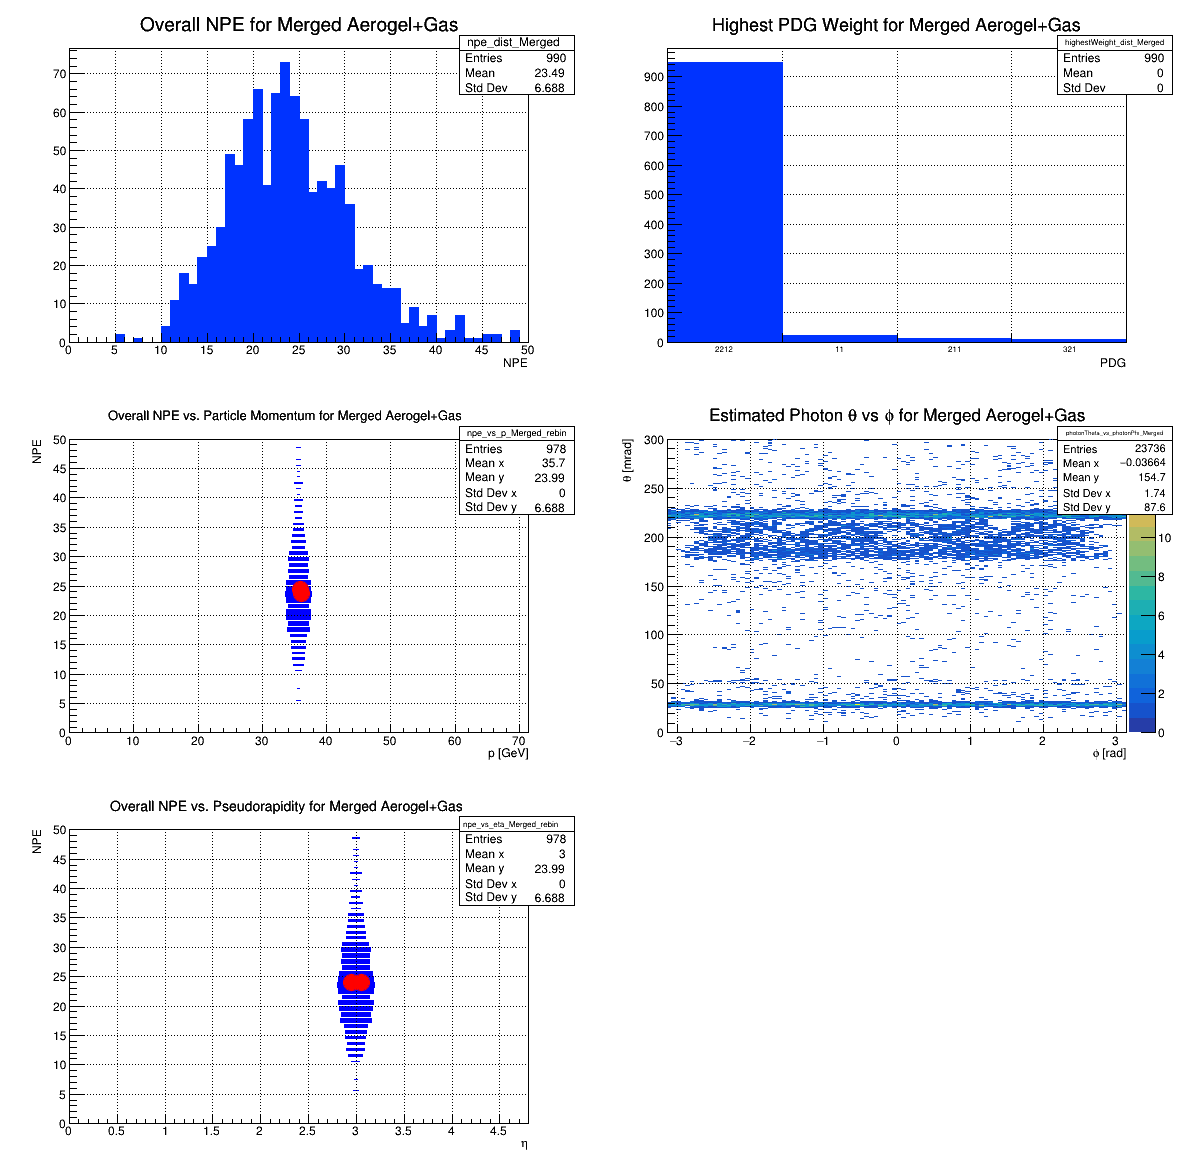 Overall NPE for Merged Aerogel+Gas
npe_dist_Merged
Entries 990
Mean 23.49
Std Dev 6.688
70
60
50
40
30
20
10
0
0 5 10 15 20 25 30 35 40 45 50
NPE
Highest PDG Weight for Merged Aerogel+Gas
highestWeight_dist_Merged
Entries 990
Mean 0
Std Dev 0
900
800
700
600
500
400
300
200
100
0
2212 11 211 321
PDG
Overall NPE vs. Particle Momentum for Merged Aerogel+Gas
npe_vs_p_Merged_rebin
Entries 978
Mean x 35.7
Mean y 23.99
Std Dev x 0
Std Dev y 6.688
NPE
50
45
40
35
30
25
20
15
10
5
0
0 10 20 30 40 50 60 70
p [GeV]
Estimated Photon θ vs ϕ for Merged Aerogel+Gas
photonTheta_vs_photonPhi_Merged
Entries 23736
Mean x −0.03664
Mean y 154.7
Std Dev x 1.74
Std Dev y 87.6
θ [mrad]
300
250
200
150
100
50
0
−3 −2 −1 0 1 2 3
ϕ [rad]
10
8
6
4
2
0
Overall NPE vs. Pseudorapidity for Merged Aerogel+Gas
npe_vs_eta_Merged_rebin
Entries 978
Mean x 3
Mean y 23.99
Std Dev x 0
Std Dev y 6.688
NPE
50
45
40
35
30
25
20
15
10
5
0
0 0.5 1 1.5 2 2.5 3 3.5 4 4.5
η